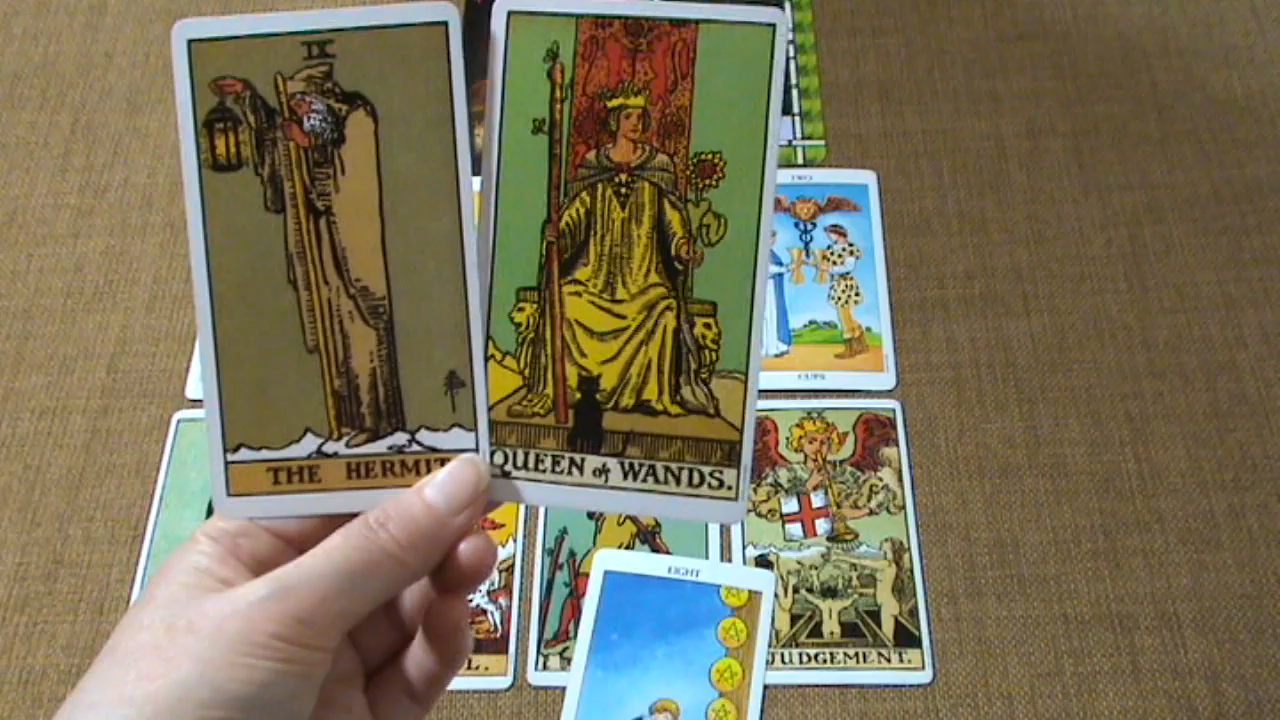 IX
THE HERMIT
QUEEN of WANDS.
TWO
CUPS
EIGHT
JUDGEMENT.